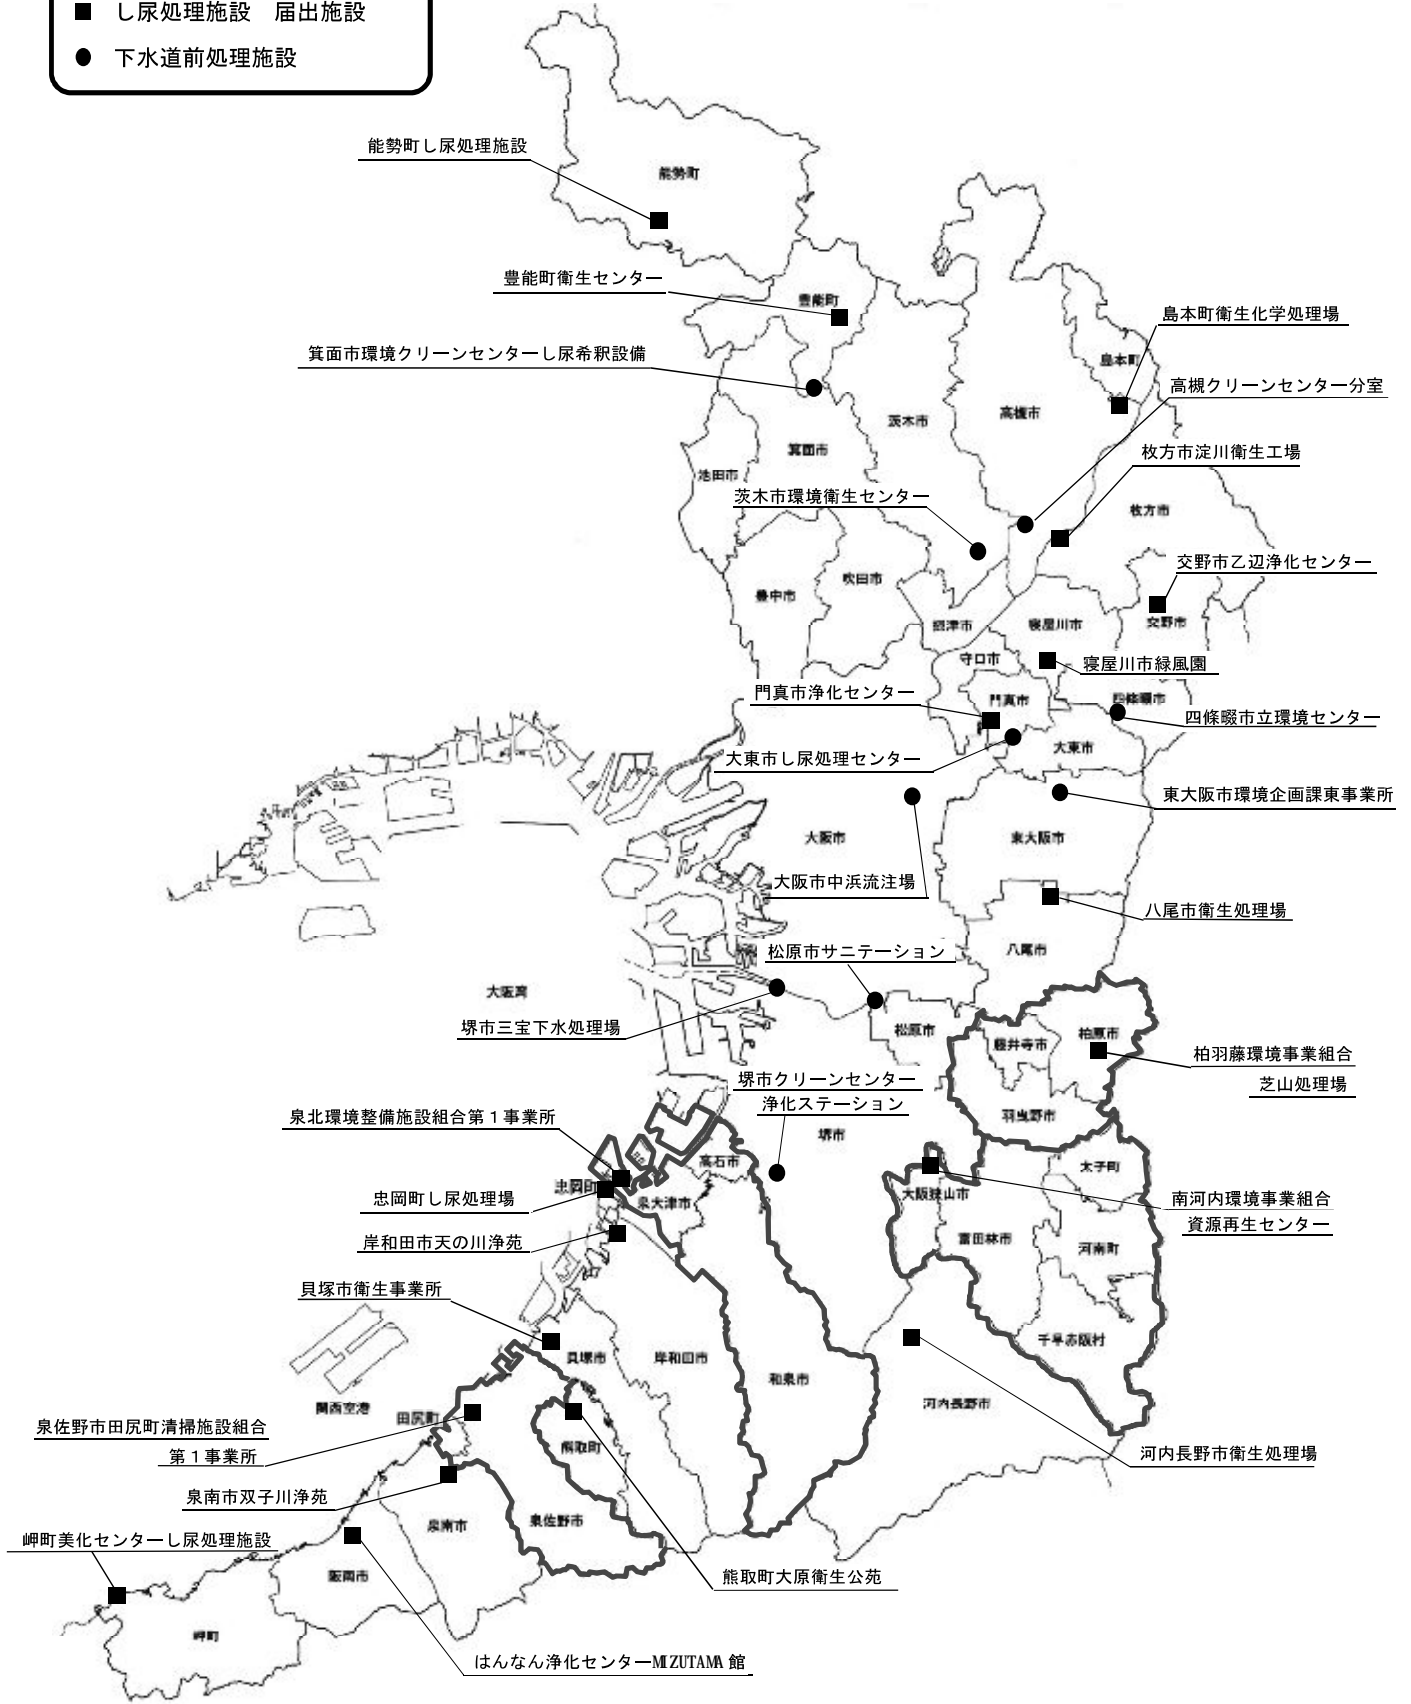 し尿処理施設　届出施設
下水道前処理施設
能勢町し尿処理施設
能勢町
豊能町衛生センター
豊能町
島本町衛生化学処理場
箕面市環境クリーンセンターし尿希釈設備
島本町
高槻クリーンセンター分室
茨木市
高槻市
箕面市
枚方市淀川衛生工場
池田市
茨木市環境衛生センター
枚方市
交野市乙辺浄化センター
吹田市
豊中市
摂津市
寝屋川市
交野市
守口市
寝屋川市緑風園
門真市浄化センター
門真市
四條畷市
四條畷市立環境センター
大東市し尿処理センター
大東市
東大阪市環境企画課東事業所
大阪市
東大阪市
大阪市中浜流注場
八尾市衛生処理場
松原市サニテーション
八尾市
大阪湾
堺市三宝下水処理場
松原市
柏原市
藤井寺市
柏羽藤環境事業組合
芝山処理場
堺市クリーンセンター
浄化ステーション
泉北環境整備施設組合第１事業所
羽曳野市
堺市
高石市
太子町
忠岡町
忠岡町し尿処理場
泉大津市
大阪狭山市
南河内環境事業組合
資源再生センター
岸和田市天の川浄苑
富田林市
河南町
貝塚市衛生事業所
千早赤阪村
貝塚市
岸和田市
和泉市
関西空港
河内長野市
田尻町
泉佐野市田尻町清掃施設組合
第１事業所
熊取町
河内長野市衛生処理場
泉南市双子川浄苑
泉南市
泉佐野市
岬町美化センターし尿処理施設
阪南市
熊取町大原衛生公苑
岬町
はんなん浄化センターMIZUTAMA 館